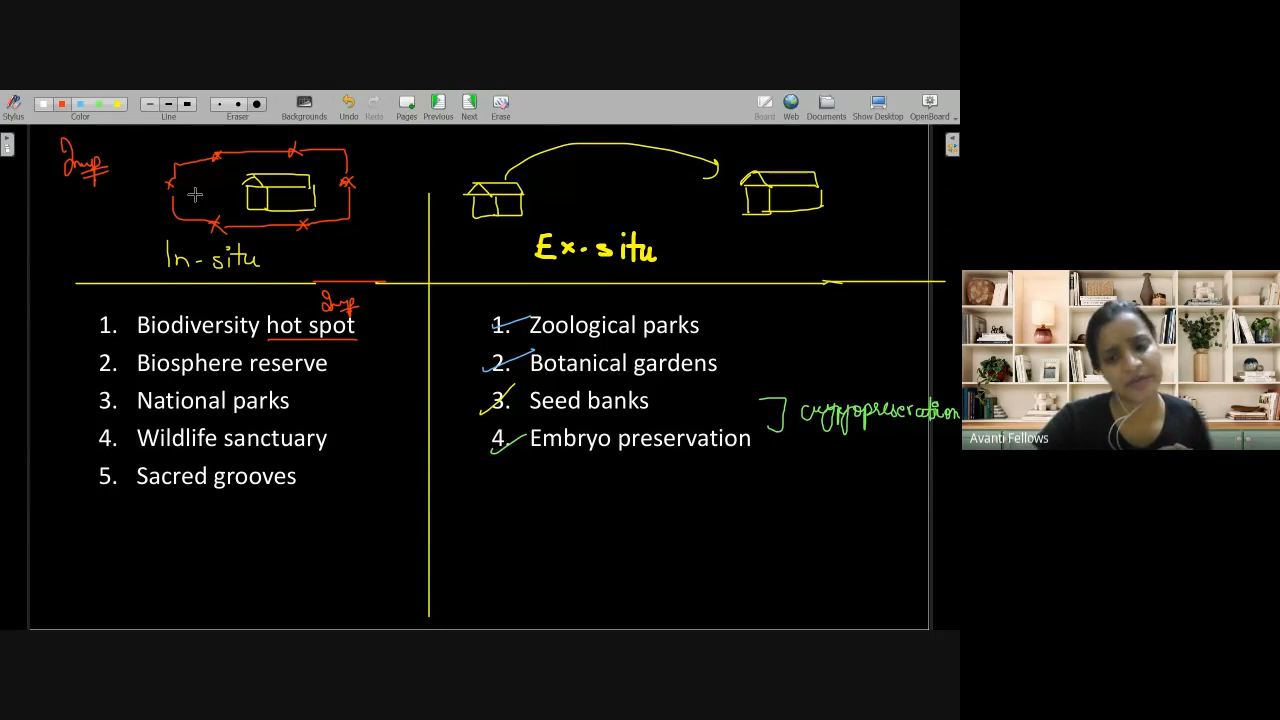 Stylus
Color
Line
Eraser
Backgrounds
Undo
Redo
Pages
Previous
Next
Erase
Board
Web
Documents
Show Desktop
OpenBoard
Imp
In-situ
Ex-situ
Imp
1. Biodiversity hot spot
2. Biosphere reserve
3. National parks
4. Wildlife sanctuary
5. Sacred grooves
1. Zoological parks
2. Botanical gardens
3. Seed banks
4. Embryo preservation
Avanti Fellows